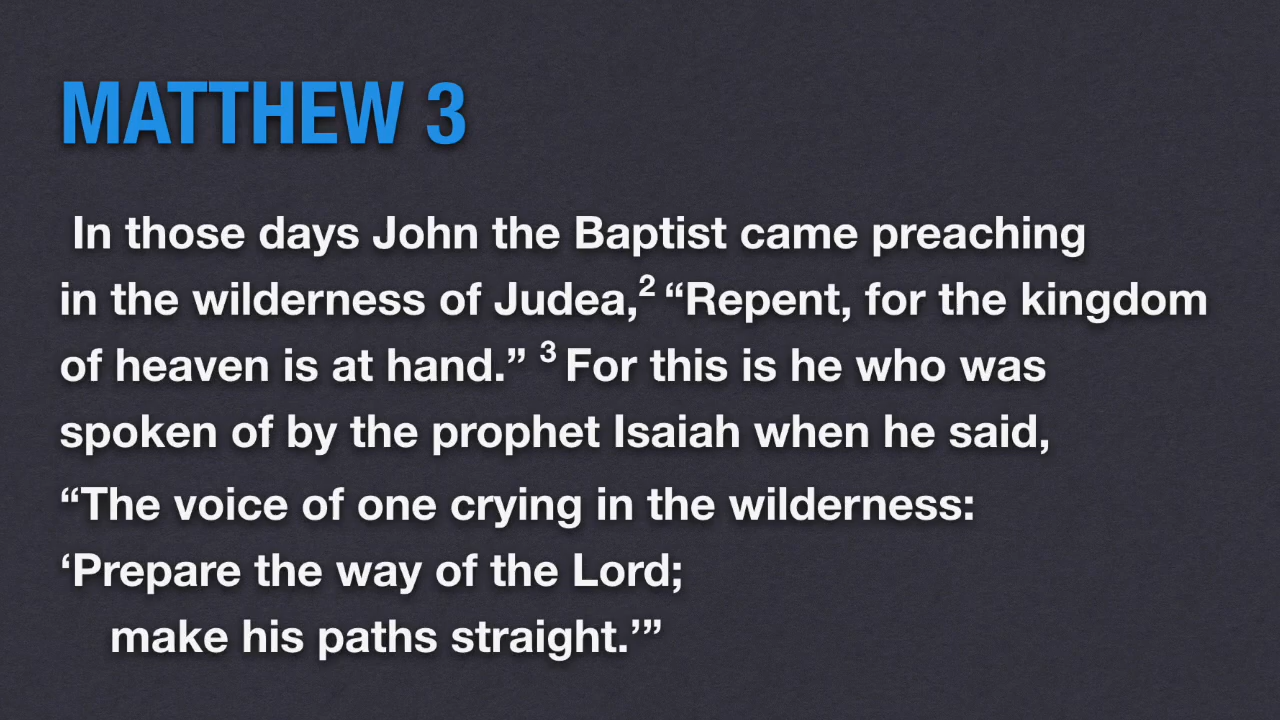 MATTHEW 3
In those days John the Baptist came preaching
in the wilderness of Judea,² “Repent, for the kingdom
of heaven is at hand.” ³ For this is he who was
spoken of by the prophet Isaiah when he said,
“The voice of one crying in the wilderness:
‘Prepare the way of the Lord;
make his paths straight.’”